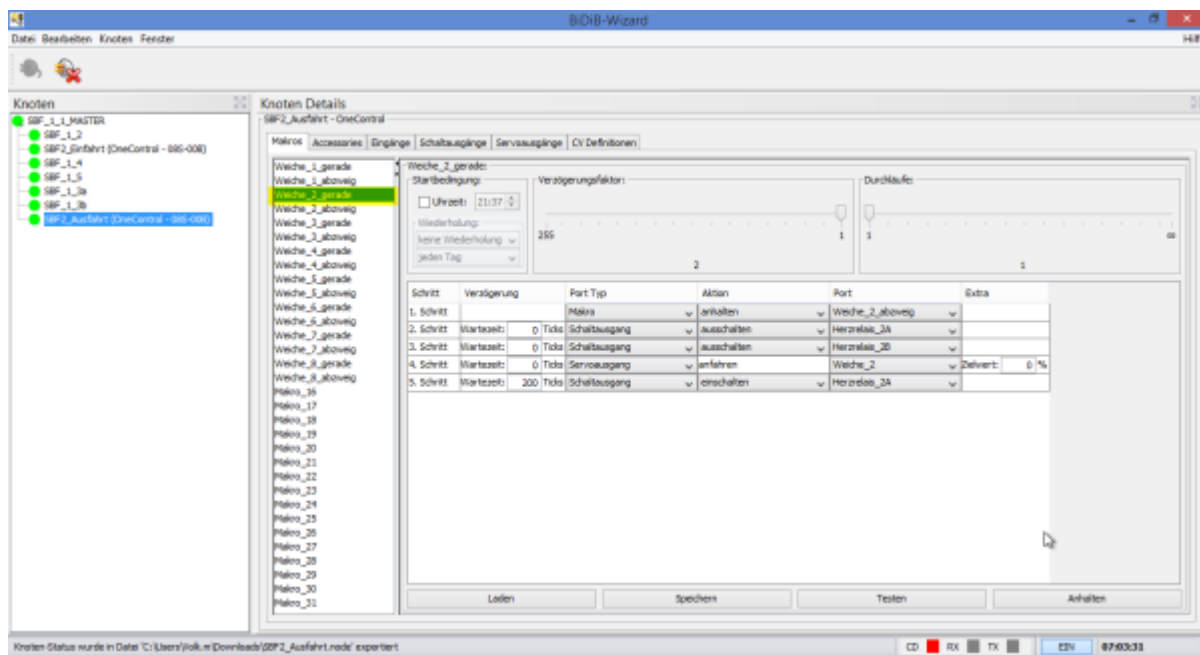 BiDiB-Wizard
Datei Bearbeiten Knoten Fenster
Hilf
Knoten
Knoten Details
SBF_1_1_MASTER
SBF_1_2
SBF2_Einfahrt (OneControl - 085-008)
SBF_1_4
SBF_1_5
SBF_1_3a
SBF_1_3b
SBF2_Ausfahrt (OneControl - 085-008)
SBF2_Ausfahrt - OneControl
Makros Accessories Eingänge Schaltausgänge Servoausgänge CV Definitionen
Weiche_1_gerade
Weiche_1_abzweig
Weiche_2_gerade
Weiche_2_abzweig
Weiche_3_gerade
Weiche_3_abzweig
Weiche_4_gerade
Weiche_4_abzweig
Weiche_5_gerade
Weiche_5_abzweig
Weiche_6_gerade
Weiche_6_abzweig
Weiche_7_gerade
Weiche_7_abzweig
Weiche_8_gerade
Weiche_8_abzweig
Makro_16
Makro_17
Makro_18
Makro_19
Makro_20
Makro_21
Makro_22
Makro_23
Makro_24
Makro_25
Makro_26
Makro_27
Makro_28
Makro_29
Makro_30
Makro_31
Weiche_2_gerade:
Startbedingung: Verzögerungsfaktor: Durchläufe:
Uhrzeit: 21:37
Wiederholung:
keine Wiederholung
jeden Tag
255 1 1 ∞
2 1
Schritt Verzögerung Port Typ Aktion Port Extra
1. Schritt Makro anhalten Weiche_2_abzweig
2. Schritt Wartezeit: 0 Ticks Schaltausgang ausschalten Herzrelais_2A
3. Schritt Wartezeit: 0 Ticks Schaltausgang ausschalten Herzrelais_2B
4. Schritt Wartezeit: 0 Ticks Servoausgang anfahren Weiche_2 Zielwert: 0 %
5. Schritt Wartezeit: 200 Ticks Schaltausgang einschalten Herzrelais_2A
Laden Speichern Testen Anhalten
Knoten-Status wurde in Datei 'C:\Users\Volk.m\Downloads\SBF2_Ausfahrt.node' exportiert
CD RX TX EIN 07:03:31